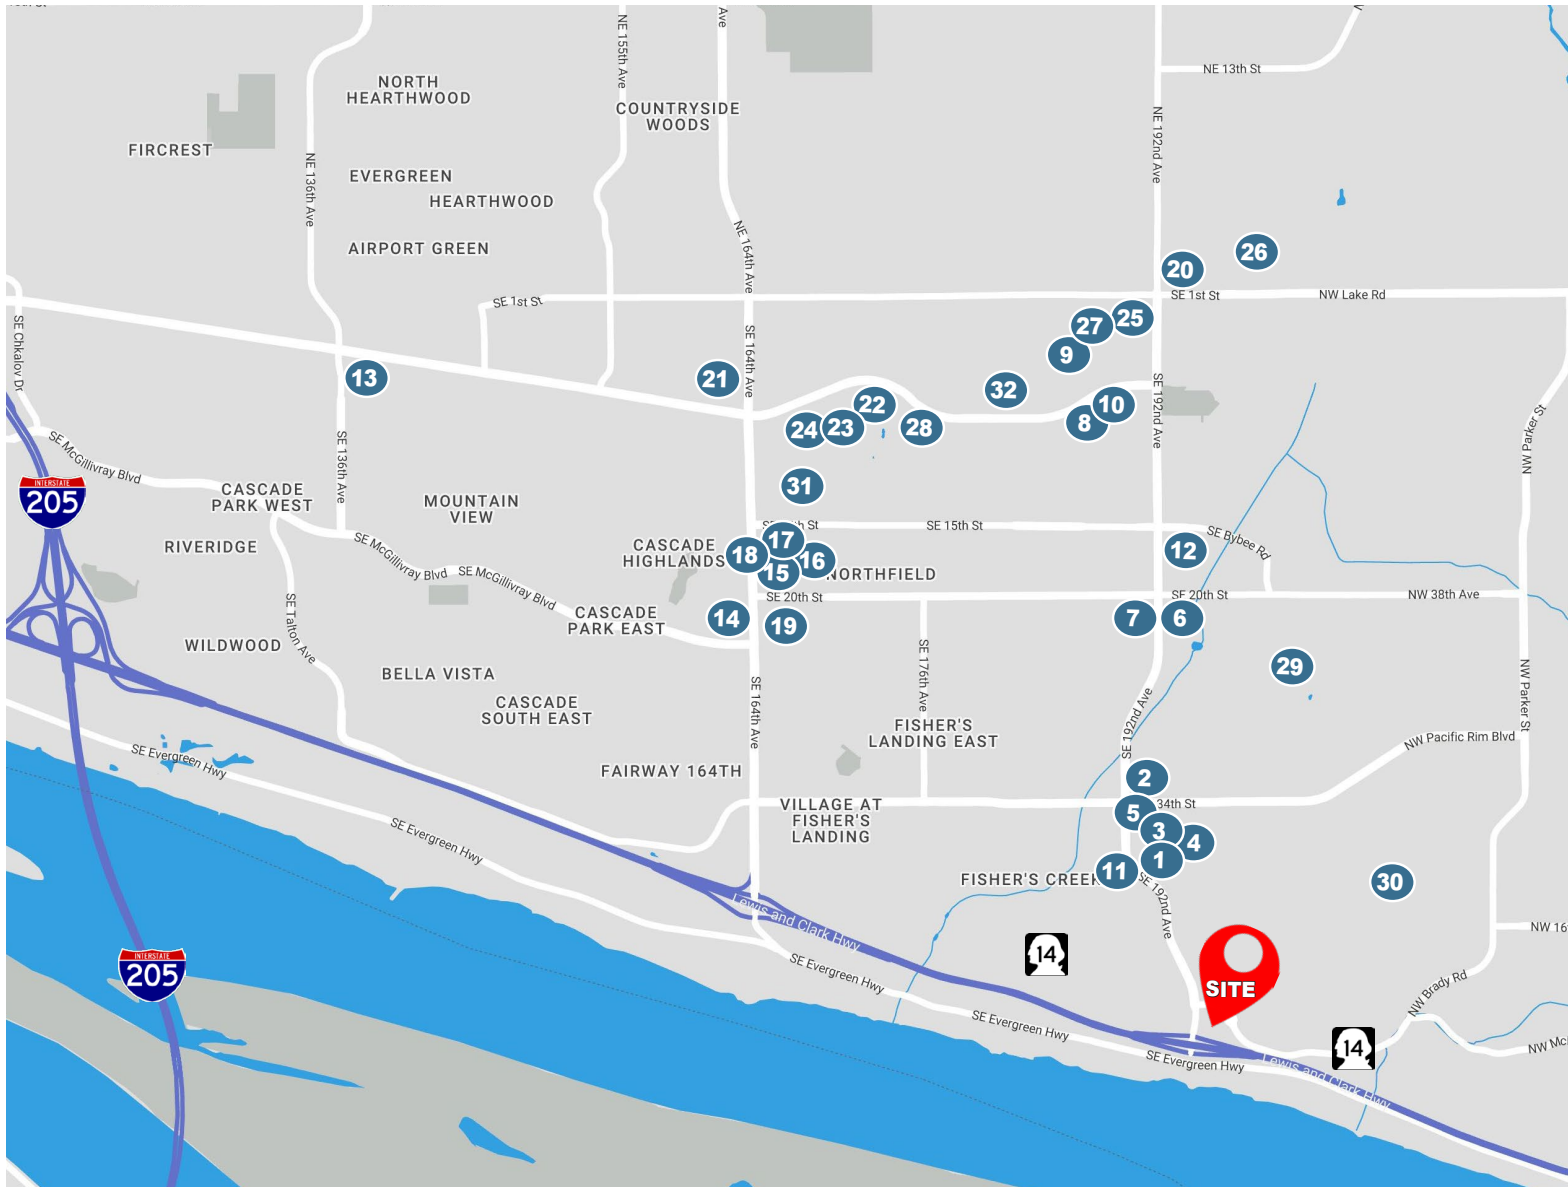 Ave
NE 155th Ave
NE 13th St
NORTH
HEARTHWOOD
COUNTRYSIDE
WOODS
FIRCREST
NE 136th Ave
EVERGREEN
HEARTHWOOD
NE 192nd Ave
AIRPORT GREEN
NE 164th Ave
26
20
SE 1st St
SE 1st St
NW Lake Rd
SE Chkalov Dr
27
25
9
13
21
SE 164th Ave
32
22
10
SE 192nd Ave
24
23
28
8
NW Parker St
SE McGillivray Blvd
SE 136th Ave
INTERSTATE
205
CASCADE
PARK WEST
MOUNTAIN
VIEW
31
SE 15th St
SE Bybee Rd
RIVERIDGE
SE McGillivray Blvd
SE McGillivray Blvd
CASCADE
HIGHLANDS
17
18
16
15
NORTHFIELD
12
SE 20th St
SE 20th St
NW 38th Ave
SE Talton Ave
CASCADE
PARK EAST
14
19
7
6
WILDWOOD
SE 176th Ave
29
BELLA VISTA
SE 164th Ave
CASCADE
SOUTH EAST
SE 192nd Ave
NW Parker St
FISHER'S
LANDING EAST
NW Pacific Rim Blvd
SE Evergreen Hwy
FAIRWAY 164TH
2
VILLAGE AT
FISHER'S
LANDING
34th St
5
3
4
SE Evergreen Hwy
1
11
FISHER'S CREEK
SE 192nd Ave
30
Lewis and Clark Hwy
NW 16
14
INTERSTATE
205
SE Evergreen Hwy
SITE
NW Brady Rd
SE Evergreen Hwy
14
NW Mc
SE Evergreen Hwy
Lewis and Clark Hwy